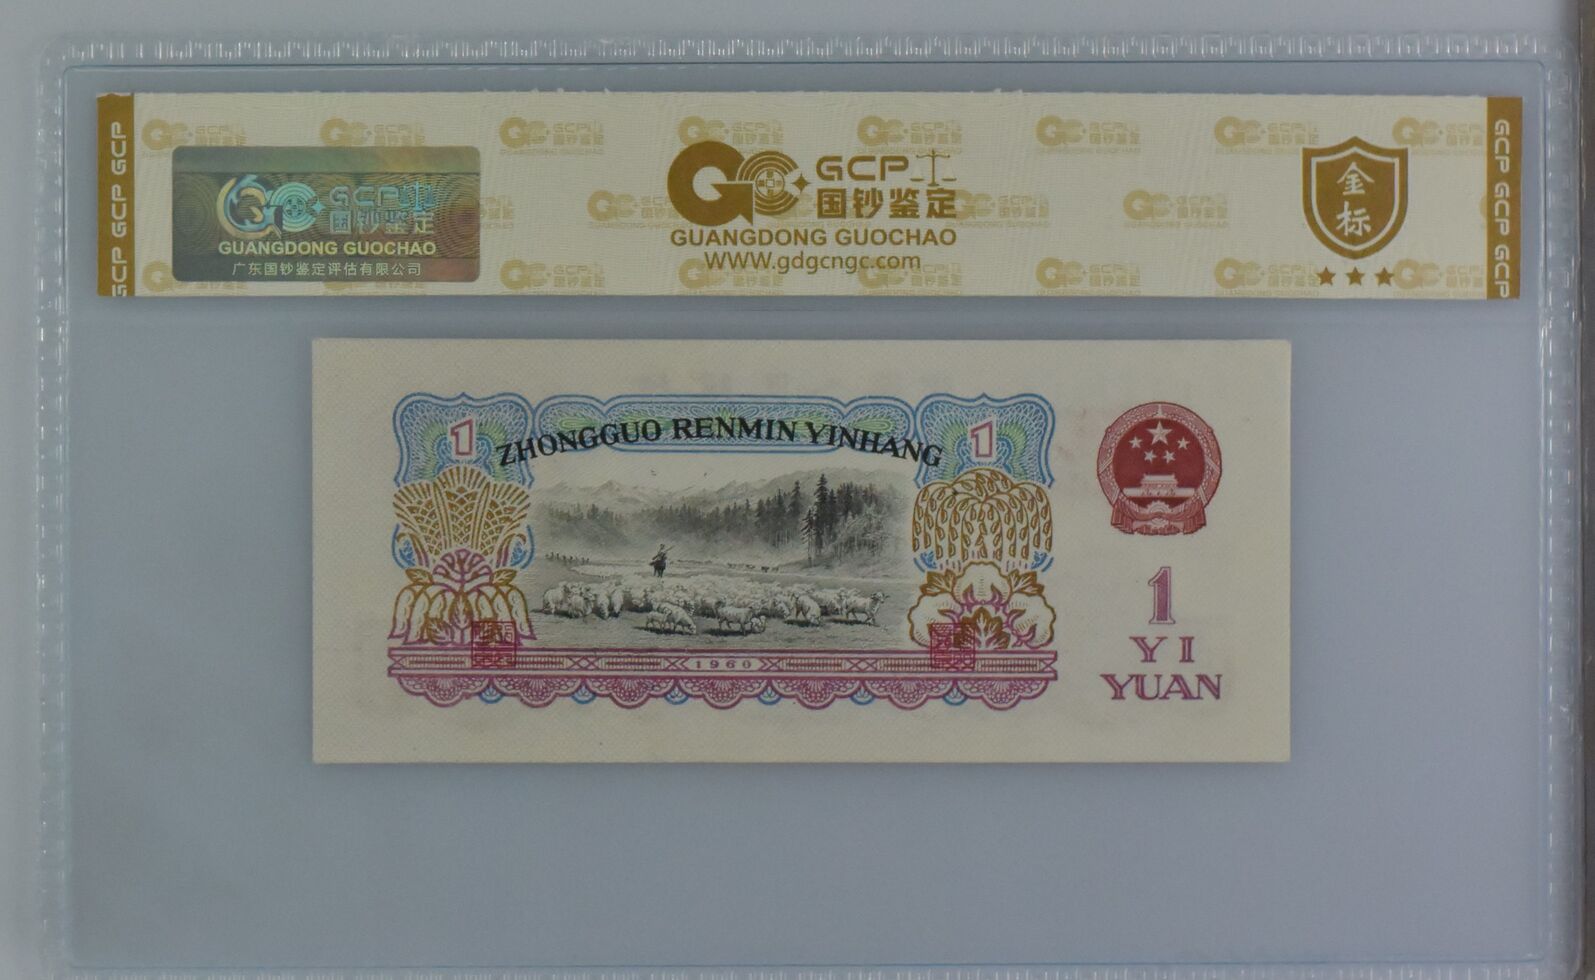 GCP GCP GCP
GCP
国钞鉴定
GUANGDONG GUOCHAO
广东国钞鉴定评估有限公司
GCP
国钞鉴定
GUANGDONG GUOCHAO
WWW.gdgcngc.com
金标
GCP GCP GCP
1
ZHONGGUO RENMIN YINHANG
1
1960
1
YI
YUAN